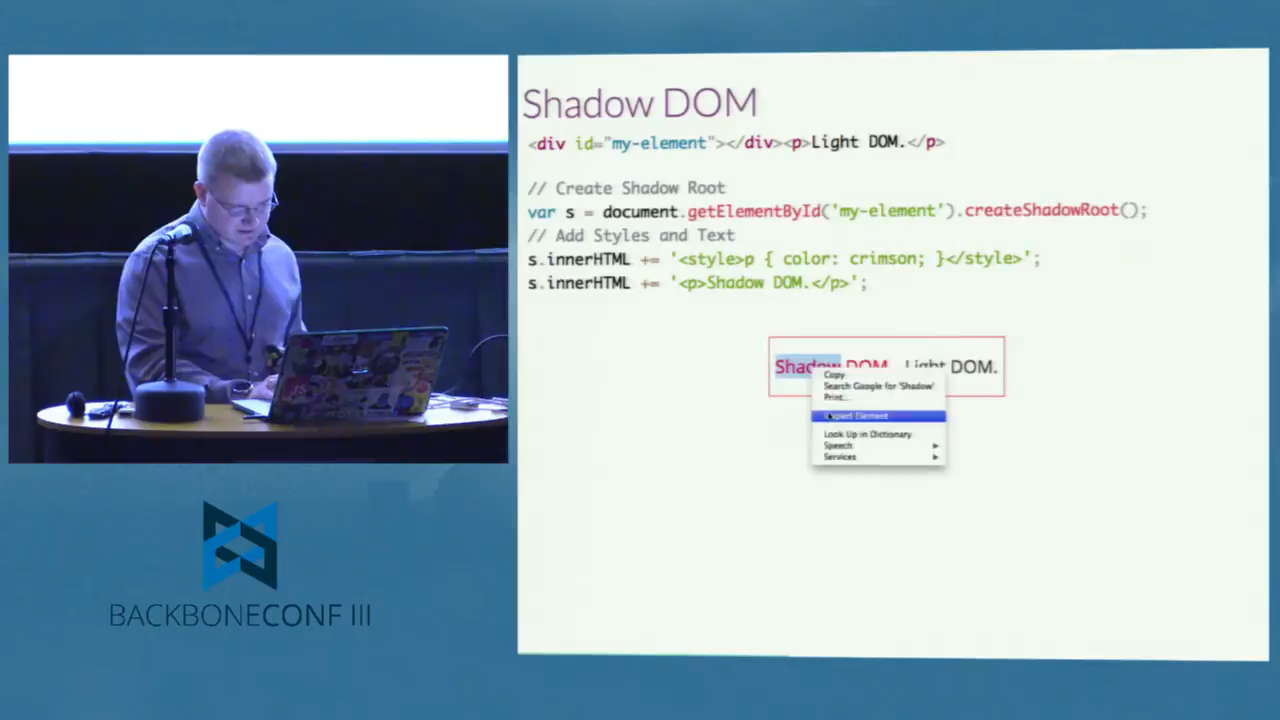 Shadow DOM
<div id="my-element"></div><p>Light DOM.</p>
// Create Shadow Root
var s = document.getElementById('my-element').createShadowRoot();
// Add Styles and Text
s.innerHTML += '<style>p { color: crimson; }</style>';
s.innerHTML += '<p>Shadow DOM.</p>';
Shadow DOM. Light DOM.
Copy
Search Google for 'Shadow'
Print...
Inspect Element
Look Up in Dictionary
Speech
Services
BACKBONECONF III